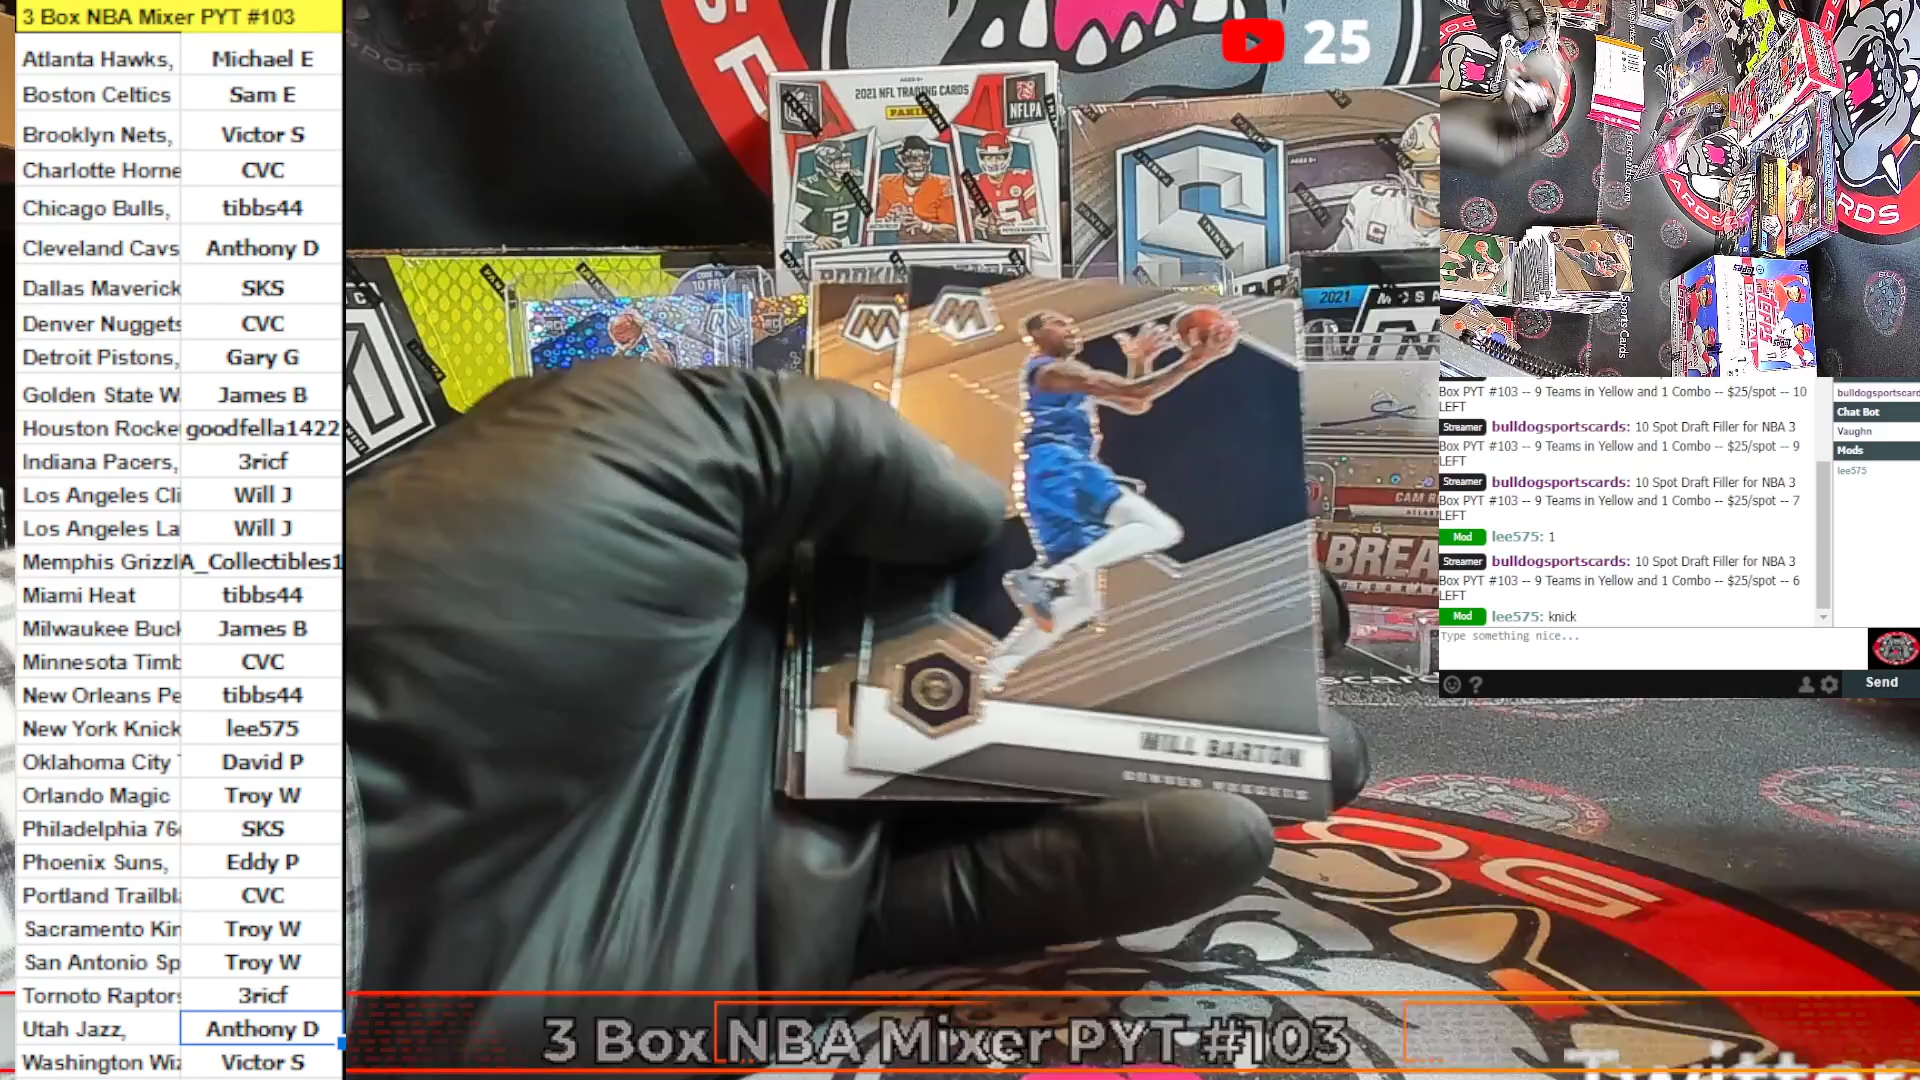 3 Box NBA Mixer PYT #103
Atlanta Hawks, Michael E
Boston Celtics Sam E
Brooklyn Nets, Victor S
Charlotte Horne CVC
Chicago Bulls, tibbs44
Cleveland Cavs Anthony D
Dallas Maverick SKS
Denver Nuggets CVC
Detroit Pistons, Gary G
Golden State W James B
Houston Rocke goodfella1422
Indiana Pacers, 3ricf
Los Angeles Cli Will J
Los Angeles La Will J
Memphis Grizzl A_Collectibles1
Miami Heat tibbs44
Milwaukee Buck James B
Minnesota Timb CVC
New Orleans Pe tibbs44
New York Knick lee575
Oklahoma City David P
Orlando Magic Troy W
Philadelphia 76 SKS
Phoenix Suns, Eddy P
Portland Trailbl CVC
Sacramento Kin Troy W
San Antonio Sp Troy W
Tornoto Raptors 3ricf
Utah Jazz, Anthony D
Washington Wiz Victor S
25
2021 NFL TRADING CARDS
PANINI
NFLPA
2021
WILL BARTON
DENVER NUGGETS
BREA
3 Box NBA Mixer PYT #103
Twitter
Box PYT #103 -- 9 Teams in Yellow and 1 Combo -- $25/spot -- 10
LEFT
Streamer bulldogsportscards: 10 Spot Draft Filler for NBA 3
Box PYT #103 -- 9 Teams in Yellow and 1 Combo -- $25/spot -- 9
LEFT
Streamer bulldogsportscards: 10 Spot Draft Filler for NBA 3
Box PYT #103 -- 9 Teams in Yellow and 1 Combo -- $25/spot -- 7
LEFT
Mod lee575: 1
Streamer bulldogsportscards: 10 Spot Draft Filler for NBA 3
Box PYT #103 -- 9 Teams in Yellow and 1 Combo -- $25/spot -- 6
LEFT
Mod lee575: knick
Type something nice...
Send
bulldogsportscard
Chat Bot
Vaughn
Mods
lee575